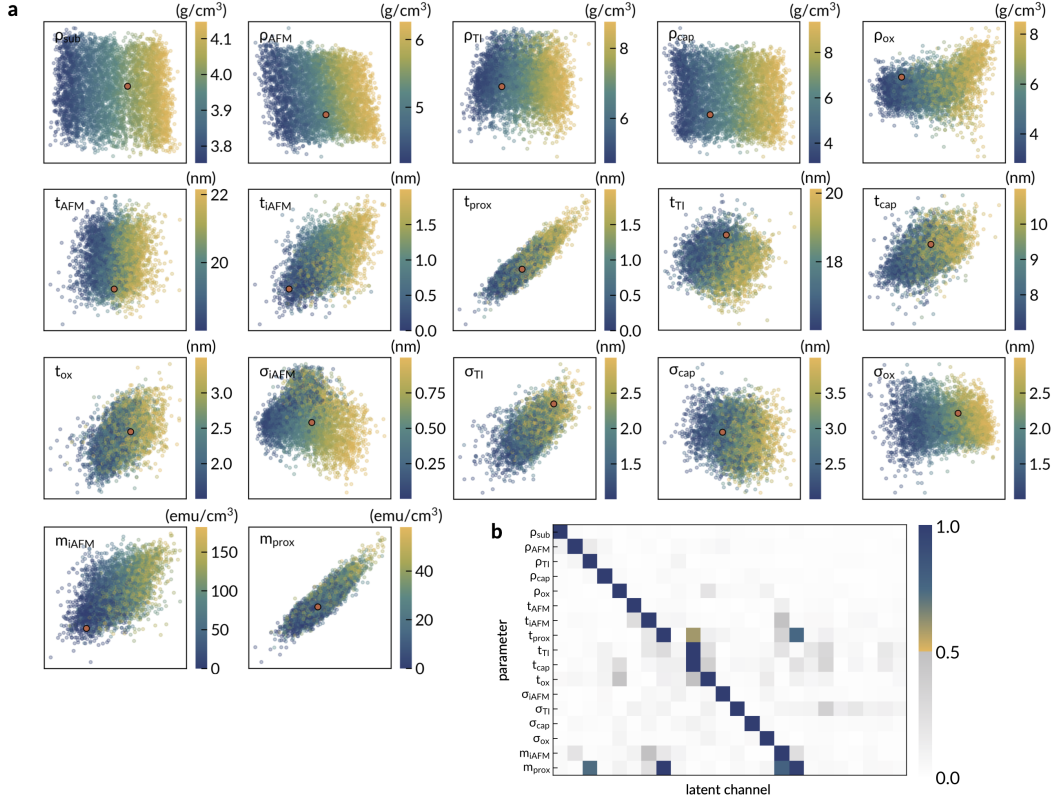 a
(g/cm³) (g/cm³) (g/cm³) (g/cm³) (g/cm³)
ρsub 4.1 4.0 3.9 3.8
ρAFM 6 5
ρTI 8 6
ρcap 8 6 4
ρox 8 6 4
(nm) (nm) (nm) (nm) (nm)
tAFM 22 20
tiAFM 1.5 1.0 0.5 0.0
tprox 1.5 1.0 0.5 0.0
tTI 20 18
tcap 10 9 8
(nm) (nm) (nm) (nm) (nm)
tox 3.0 2.5 2.0
σiAFM 0.75 0.50 0.25 0.00
σTI 2.5 2.0 1.5
σcap 3.5 3.0 2.5
σox 2.5 2.0 1.5
(emu/cm³) (emu/cm³)
miAFM 150 100 50 0
mprox 40 20 0
b
parameter
ρsub
ρAFM
ρTI
ρcap
ρox
tAFM
tiAFM
tprox
tTI
tcap
tox
σiAFM
σTI
σcap
σox
miAFM
mprox
latent channel
1.0
0.5
0.0